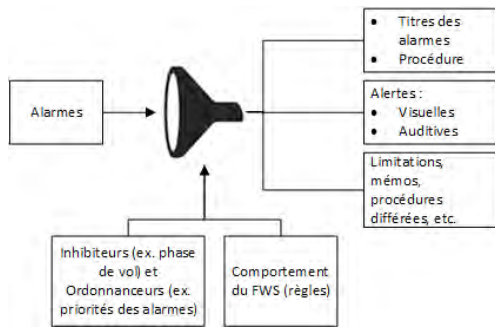 Alarmes
• Titres des
alarmes
• Procédure
Alertes :
• Visuelles
• Auditives
Limitations,
mémos,
procédures
différées, etc.
Inhibiteurs (ex. phase
de vol) et
Ordonnanceurs (ex.
priorités des alarmes)
Comportement
du FWS (règles)